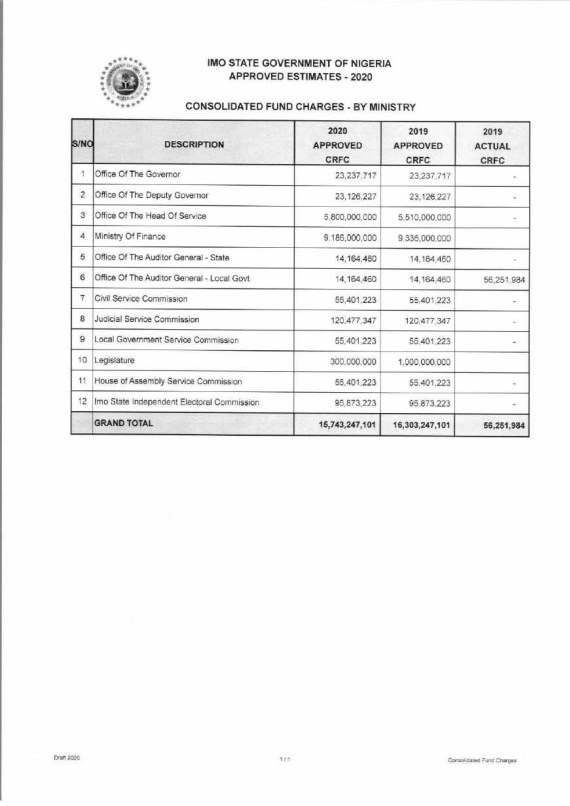 IMO STATE GOVERNMENT OF NIGERIA
APPROVED ESTIMATES - 2020
CONSOLIDATED FUND CHARGES - BY MINISTRY
S/NO DESCRIPTION 2020 APPROVED CRFC 2019 APPROVED CRFC 2019 ACTUAL CRFC
1 Office Of The Governor 23,237,717 23,237,717 -
2 Office Of The Deputy Governor 23,126,227 23,126,227 -
3 Office Of The Head Of Service 5,800,000,000 5,510,000,000 -
4 Ministry Of Finance 9,186,000,000 9,336,000,000
5 Office Of The Auditor General - State 14,164,460 14,164,460 -
6 Office Of The Auditor General - Local Govt 14,164,460 14,164,460 56,251,984
7 Civil Service Commission 55,401,223 55,401,223 -
8 Judicial Service Commission 120,477,347 120,477,347 -
9 Local Government Service Commission 55,401,223 55,401,223 -
10 Legislature 300,000,000 1,000,000,000
11 House of Assembly Service Commission 55,401,223 55,401,223 -
12 Imo State Independent Electoral Commission 95,873,223 95,873,223 -
GRAND TOTAL 15,743,247,101 16,303,247,101 56,251,984
Draft 2020 1 / 1 Consolidated Fund Charges